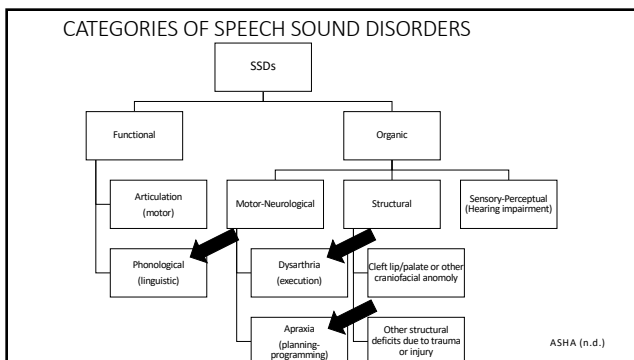 CATEGORIES OF SPEECH SOUND DISORDERS
SSDs
Functional
Organic
Articulation
(motor)
Motor-Neurological
Structural
Sensory-Perceptual
(Hearing impairment)
Phonological
(linguistic)
Dysarthria
(execution)
Cleft lip/palate or other
craniofacial anomoly
Apraxia
(planning-
programming)
Other structural
deficits due to trauma
or injury
ASHA (n.d.)